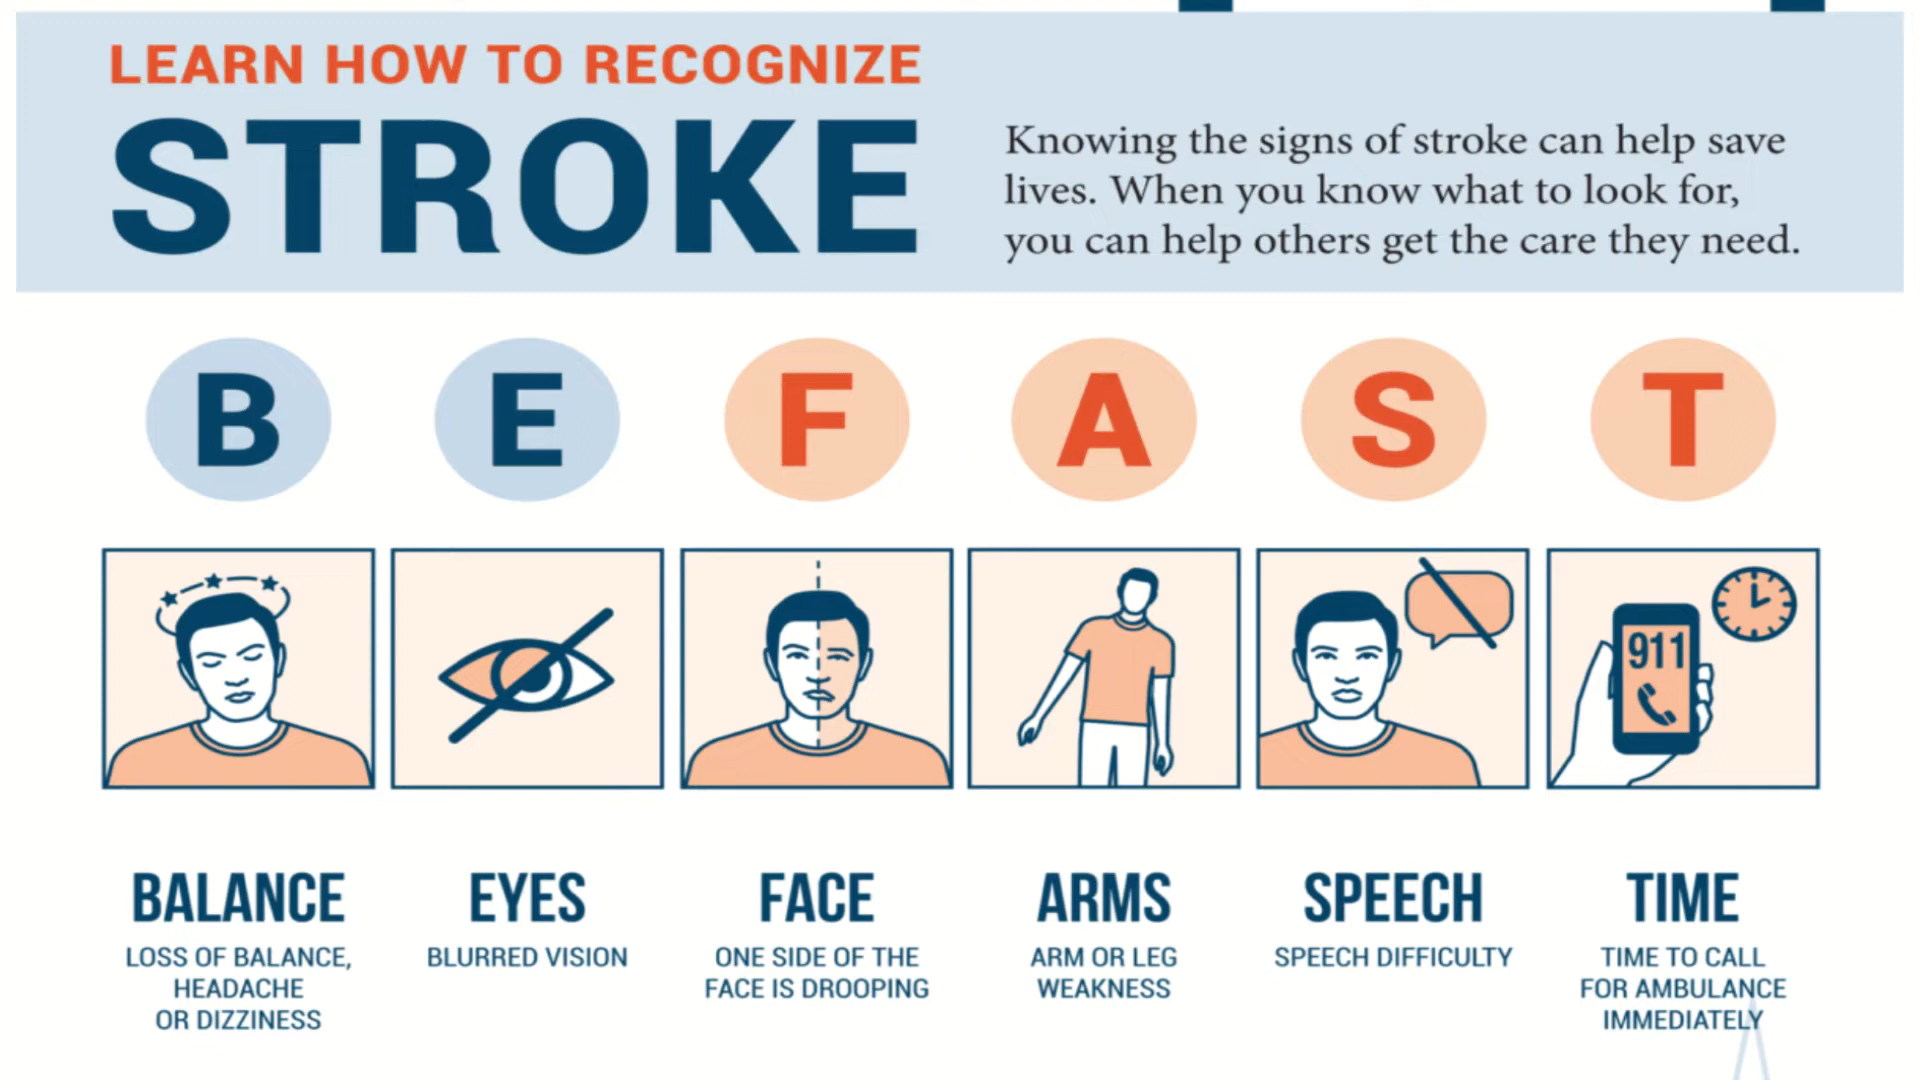 LEARN HOW TO RECOGNIZE
STROKE
Knowing the signs of stroke can help save
lives. When you know what to look for,
you can help others get the care they need.
B E F A S T
911
BALANCE
LOSS OF BALANCE,
HEADACHE
OR DIZZINESS
EYES
BLURRED VISION
FACE
ONE SIDE OF THE
FACE IS DROOPING
ARMS
ARM OR LEG
WEAKNESS
SPEECH
SPEECH DIFFICULTY
TIME
TIME TO CALL
FOR AMBULANCE
IMMEDIATELY